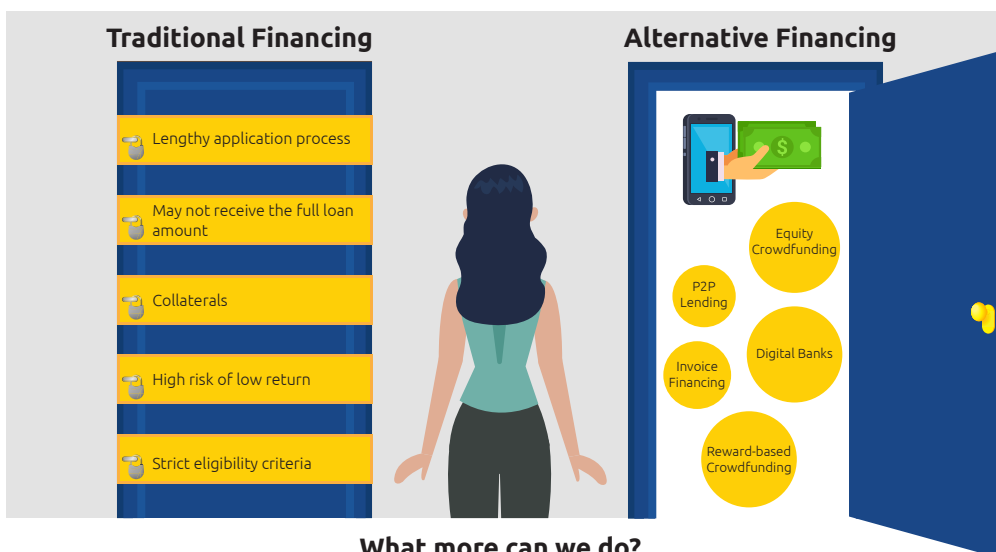 Traditional Financing
Lengthy application process
May not receive the full loan
amount
Collaterals
High risk of low return
Strict eligibility criteria
Alternative Financing
$
Equity
Crowdfunding
P2P
Lending
Digital Banks
Invoice
Financing
Reward-based
Crowdfunding
What more can we do?